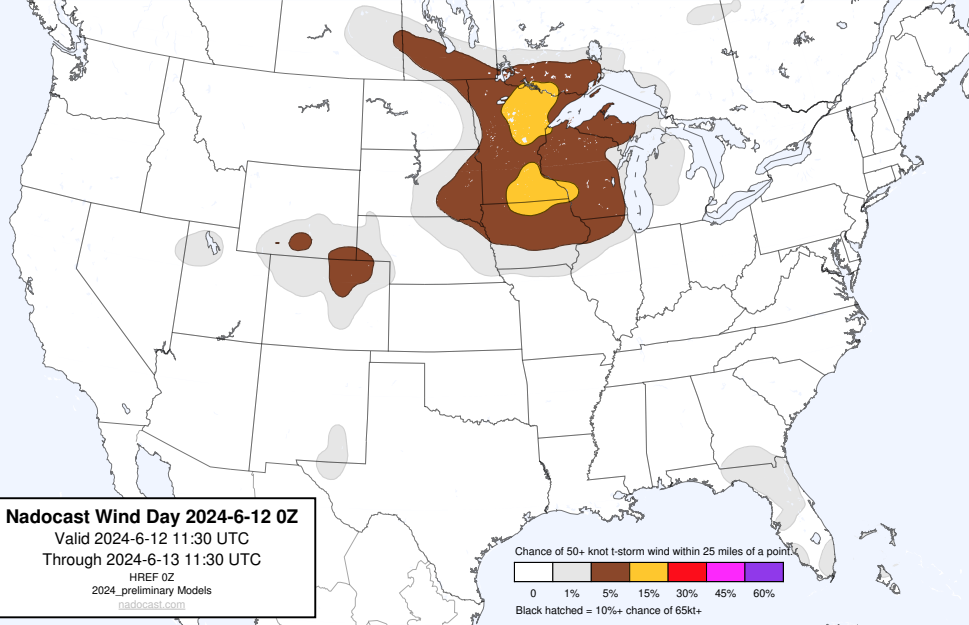 Nadocast Wind Day 2024-6-12 0Z
Valid 2024-6-12 11:30 UTC
Through 2024-6-13 11:30 UTC
HREF 0Z
2024_preliminary Models
nadocast.com
Chance of 50+ knot t-storm wind within 25 miles of a point.
0 1% 5% 15% 30% 45% 60%
Black hatched = 10%+ chance of 65kt+